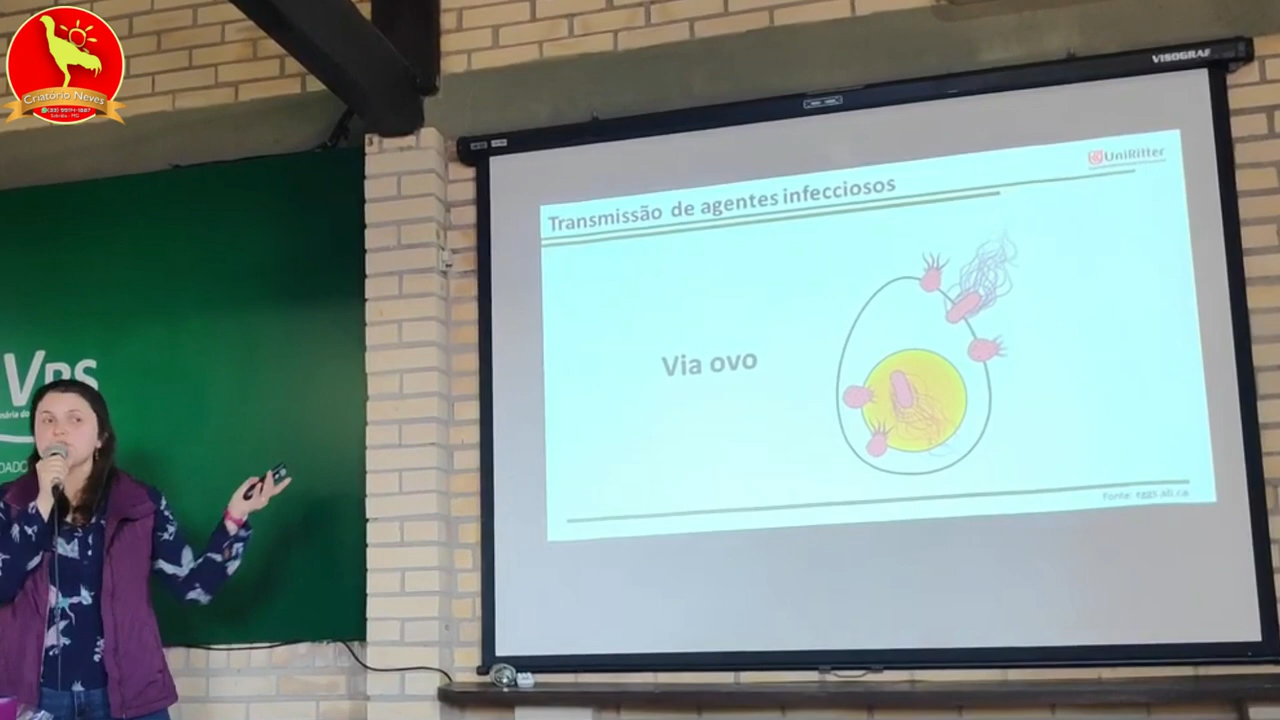 Criatório Neves
VISOGRAF
UniRitter
Transmissão de agentes infecciosos
Via ovo
Fonte: eggs.ab.ca